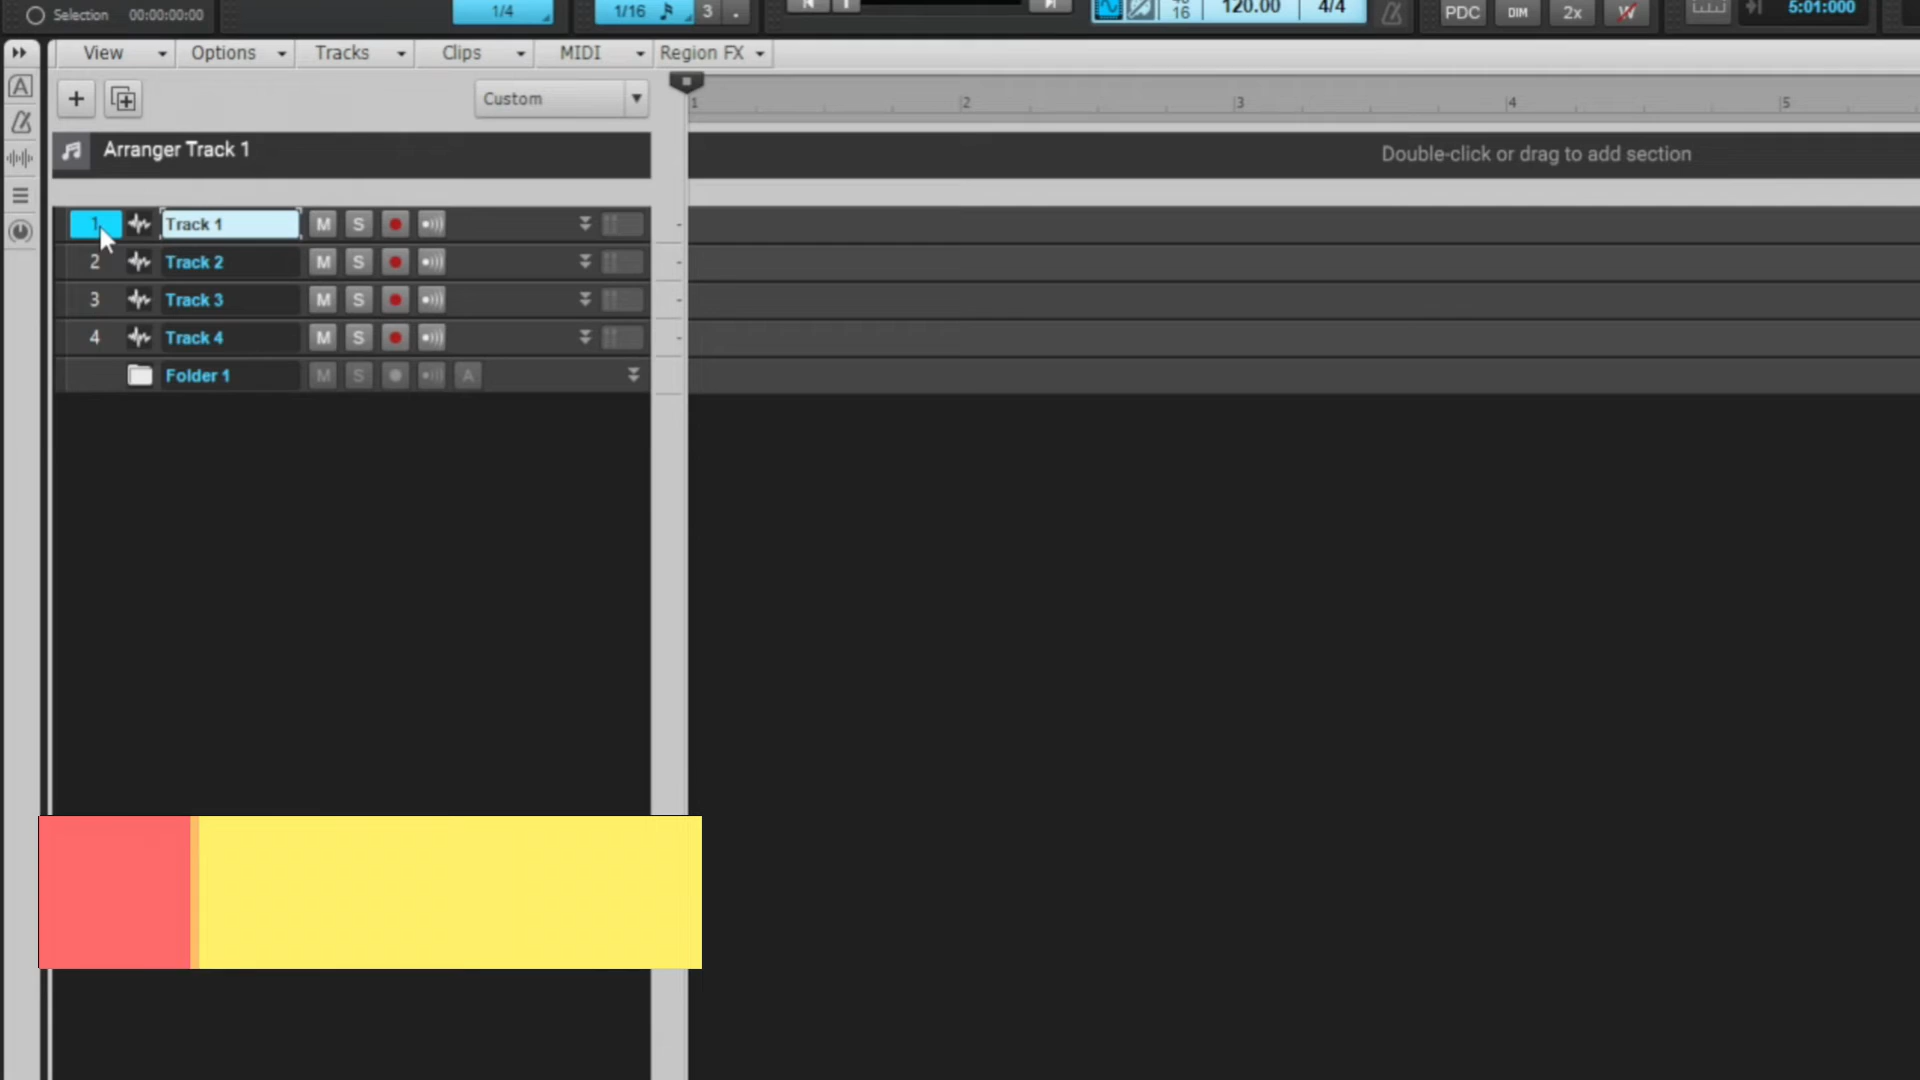 Selection 00:00:00:00 1/4 1/16 3 . 16 120.00 4/4 PDC DIM 2x W 5:01:000
View Options Tracks Clips MIDI Region FX
Custom 1 2 3 4 5
Arranger Track 1 Double-click or drag to add section
1 Track 1 M S
2 Track 2 M S
3 Track 3 M S
4 Track 4 M S
Folder 1 M S A